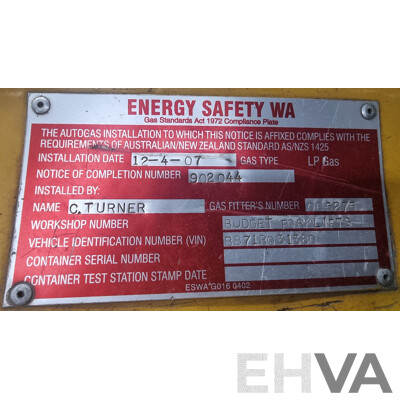 ENERGY SAFETY WA
Gas Standards Act 1972 Compliance Plate
THE AUTOGAS INSTALLATION TO WHICH THIS NOTICE IS AFFIXED COMPLIES WITH THE
REQUIREMENTS OF AUSTRALIAN/NEW ZEALAND STANDARD AS/NZS 1425
INSTALLATION DATE 12-4-07 GAS TYPE LP Gas
NOTICE OF COMPLETION NUMBER 902044
INSTALLED BY:
NAME C.TURNER GAS FITTER'S NUMBER
WORKSHOP NUMBER BUDGET FORKLIFTS
VEHICLE IDENTIFICATION NUMBER (VIN)
CONTAINER SERIAL NUMBER
CONTAINER TEST STATION STAMP
ESWA G016 0402
EHVA